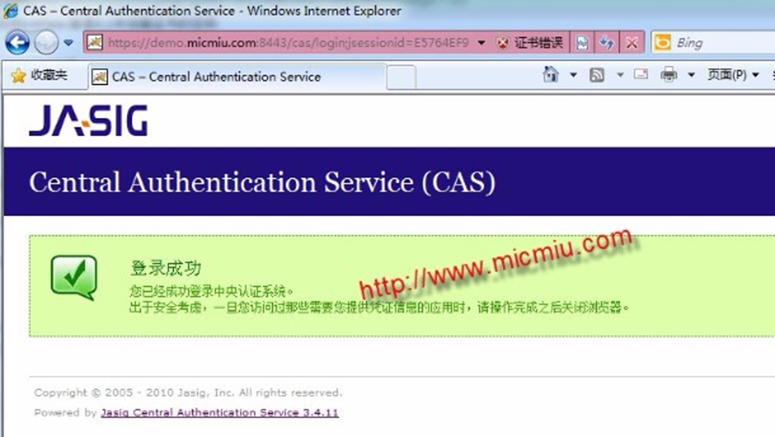 CAS – Central Authentication Service - Windows Internet Explorer
https://demo.micmiu.com:8443/cas/login;jsessionid=E5764EF9
证书错误
Bing
收藏夹
CAS – Central Authentication Service
页面(P)
JA-SIG
Central Authentication Service (CAS)
登录成功
您已经成功登录中央认证系统。
出于安全考虑，一旦您访问过那些需要您提供凭证信息的应用时，请操作完成之后关闭浏览器。
http://www.micmiu.com
Copyright © 2005 - 2010 Jasig, Inc. All rights reserved.
Powered by Jasig Central Authentication Service 3.4.11